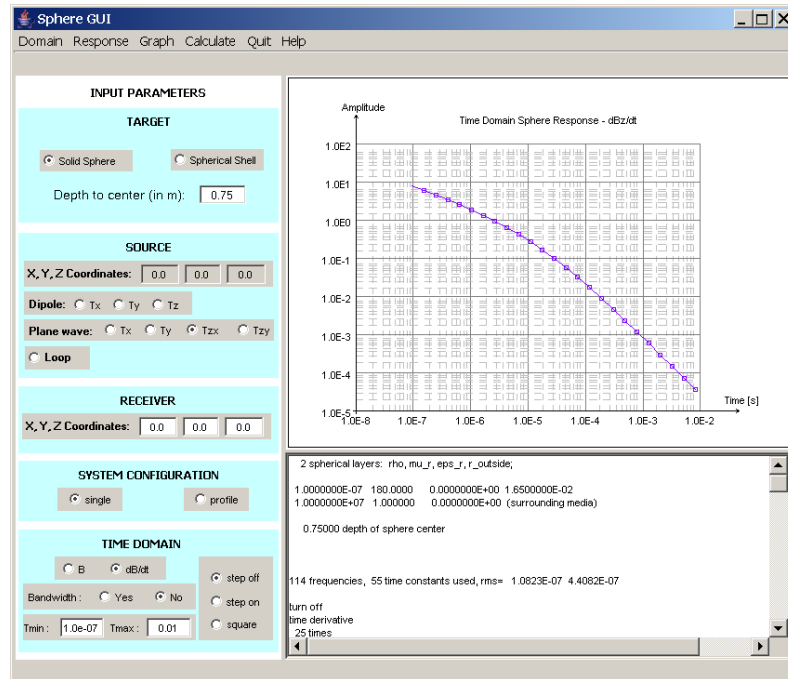 Sphere GUI
Domain Response Graph Calculate Quit Help
INPUT PARAMETERS
TARGET
Solid Sphere Spherical Shell
Depth to center (in m): 0.75
SOURCE
X, Y, Z Coordinates: 0.0 0.0 0.0
Dipole: Tx Ty Tz
Plane wave: Tx Ty Tzx Tzy
Loop
RECEIVER
X, Y, Z Coordinates: 0.0 0.0 0.0
SYSTEM CONFIGURATION
single profile
TIME DOMAIN
B dB/dt
Bandwidth : Yes No
Tmin : 1.0e-07 Tmax : 0.01
step off
step on
square
Amplitude
Time Domain Sphere Response - dBz/dt
1.0E2
1.0E1
1.0E0
1.0E-1
1.0E-2
1.0E-3
1.0E-4
1.0E-5
Time [s]
1.0E-8 1.0E-7 1.0E-6 1.0E-5 1.0E-4 1.0E-3 1.0E-2
2 spherical layers: rho, mu_r, eps_r, r_outside;
1.0000000E-07 180.0000 0.0000000E+00 1.6500000E-02
1.0000000E+07 1.000000 0.0000000E+00 (surrounding media)
0.75000 depth of sphere center
114 frequencies, 55 time constants used, rms= 1.0823E-07 4.4082E-07
turn off
time derivative
25 times